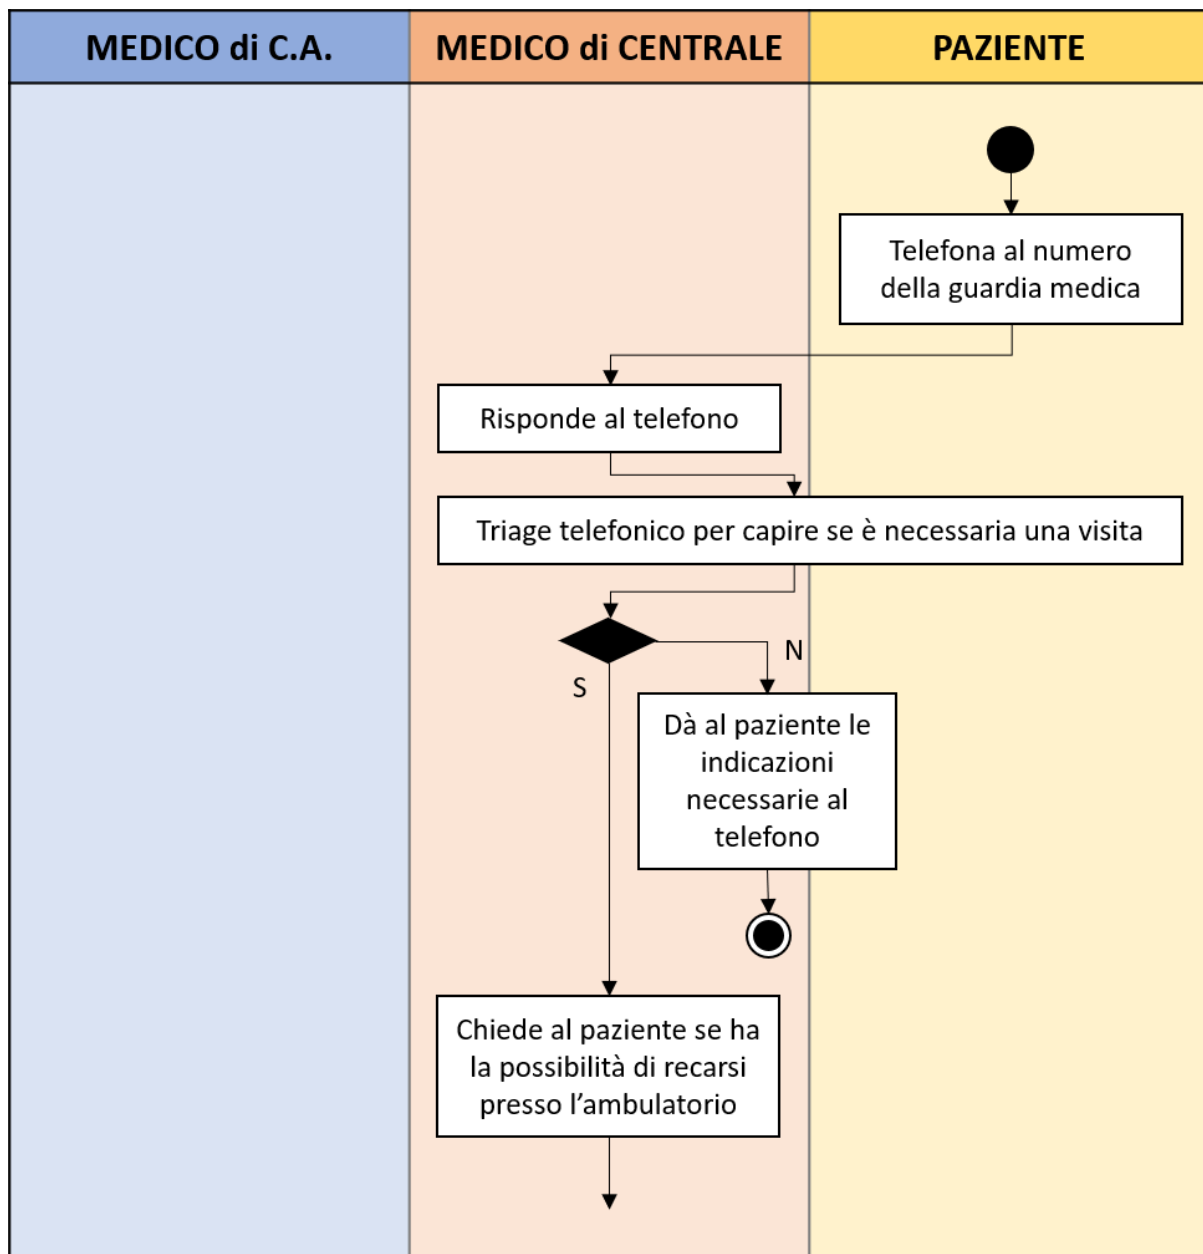 MEDICO di C.A.
MEDICO di CENTRALE
PAZIENTE
Telefona al numero
della guardia medica
Risponde al telefono
Triage telefonico per capire se è necessaria una visita
N
S
Dà al paziente le
indicazioni
necessarie al
telefono
Chiede al paziente se ha
la possibilità di recarsi
presso l’ambulatorio